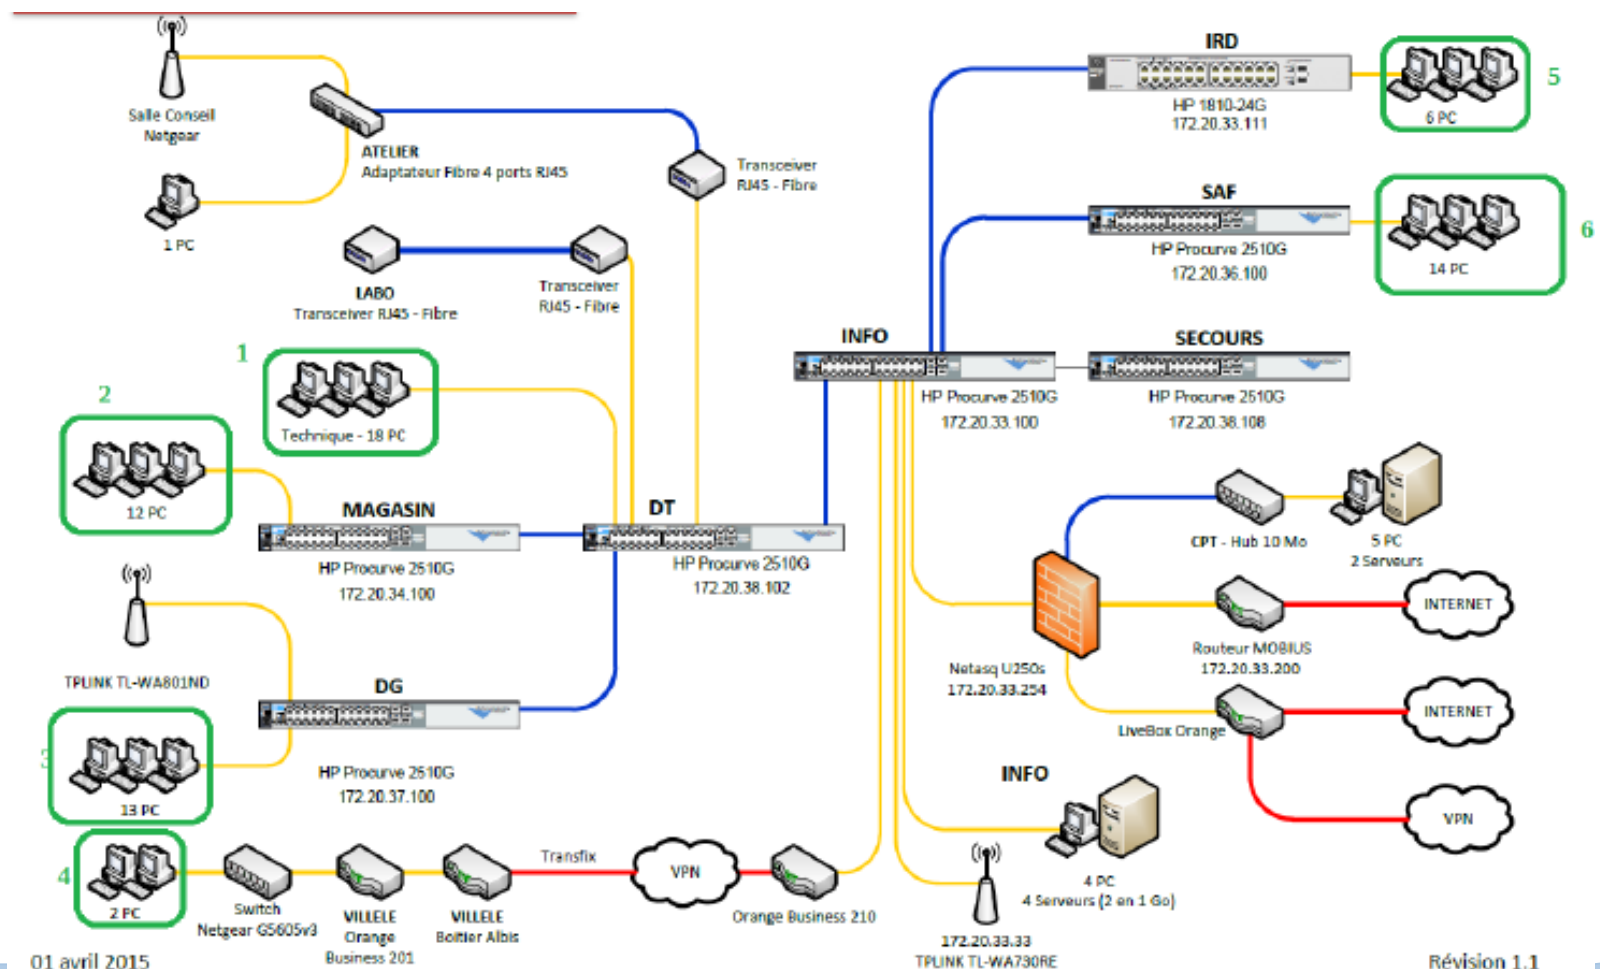 Salle Conseil
Netgear
ATELIER
Adaptateur Fibre 4 ports RJ45
1 PC
Transceiver
RJ45 - Fibre
LABO
Transceiver RJ45 - Fibre
Transceiver
RJ45 - Fibre
1
Technique - 18 PC
2
12 PC
MAGASIN
HP Procurve 2510G
172.20.34.100
DT
HP Procurve 2510G
172.20.38.102
TPLINK TL-WA801ND
DG
HP Procurve 2510G
172.20.37.100
3
13 PC
4
2 PC
Switch
Netgear GS605v3
VILLELE
Orange
Business 201
VILLELE
Boitier Albis
Transfix
VPN
Orange Business 210
IRD
HP 1810-24G
172.20.33.111
5
6 PC
SAF
HP Procurve 2510G
172.20.36.100
6
14 PC
INFO
HP Procurve 2510G
172.20.33.100
SECOURS
HP Procurve 2510G
172.20.38.108
CPT - Hub 10 Mo
5 PC
2 Serveurs
Netasq U250s
172.20.33.254
Routeur MOBIUS
172.20.33.200
INTERNET
LiveBox Orange
INTERNET
VPN
INFO
4 PC
4 Serveurs (2 en 1 Go)
172.20.33.33
TPLINK TL-WA730RE
01 avril 2015
Révision 1.1